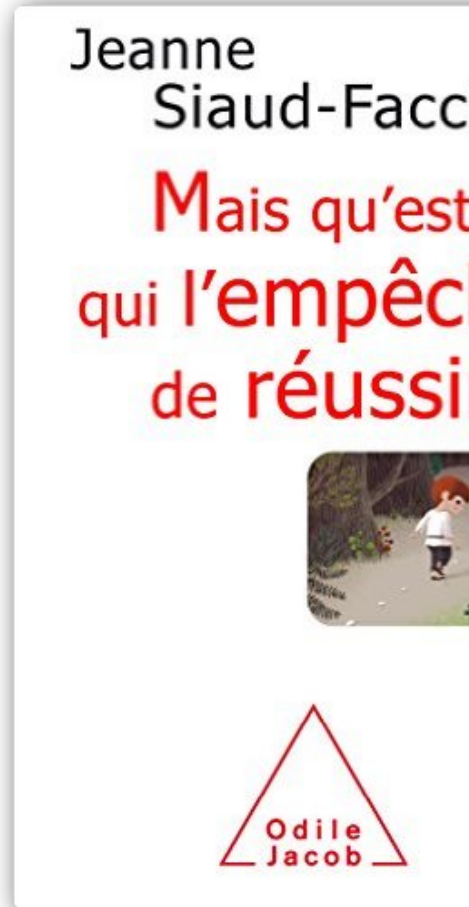 Jeanne
Siaud-Facc
Mais qu'est
qui l'empêc
de réussi
Odile
Jacob